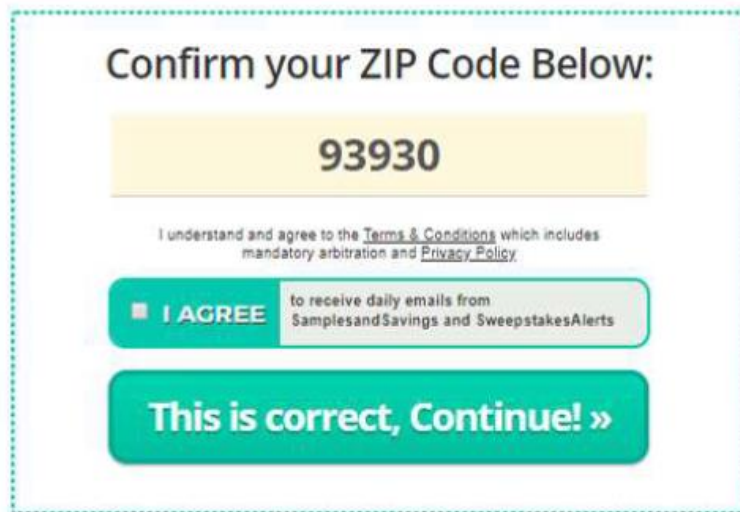 Confirm your ZIP Code Below:
93930
I understand and agree to the Terms & Conditions which includes
mandatory arbitration and Privacy Policy
I AGREE
to receive daily emails from
SamplesandSavings and SweepstakesAlerts
This is correct, Continue! »